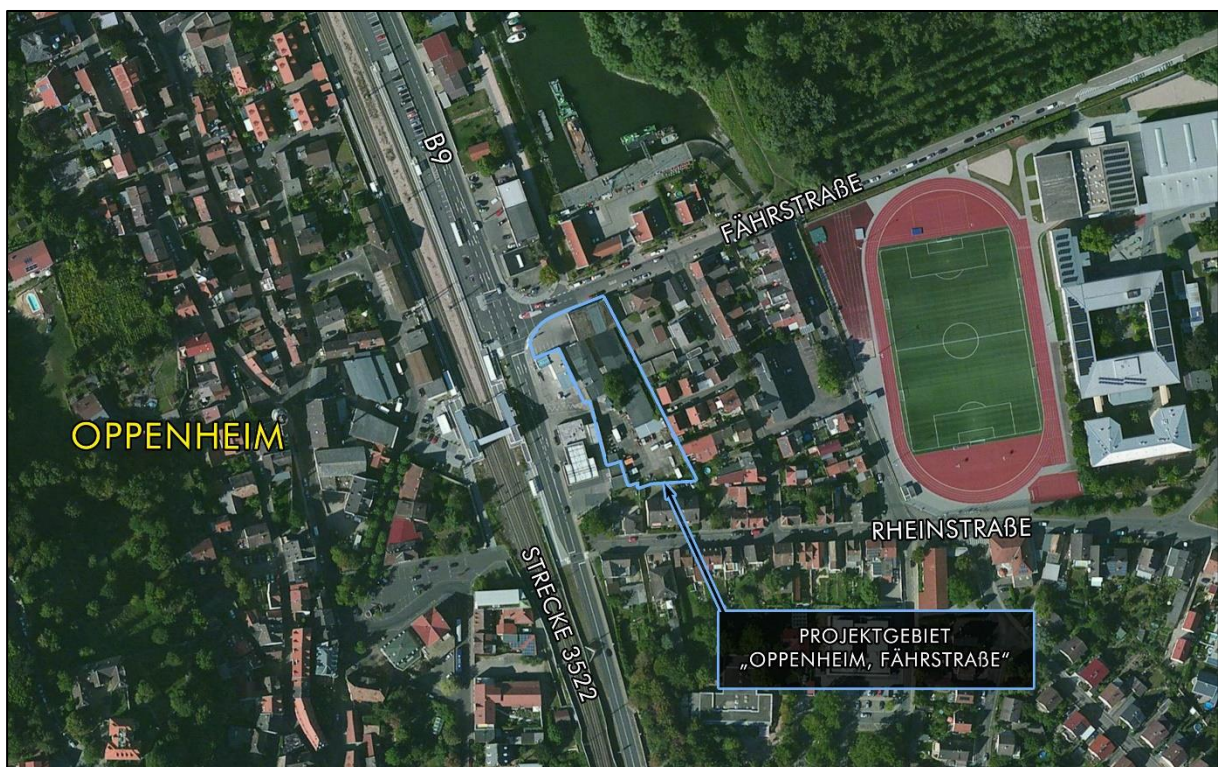 B9
FÄHRSTRAẞE
OPPENHEIM
RHEINSTRAẞE
STRECKE 3522
PROJEKTGEBIET
„OPPENHEIM, FÄHRSTRAẞE“